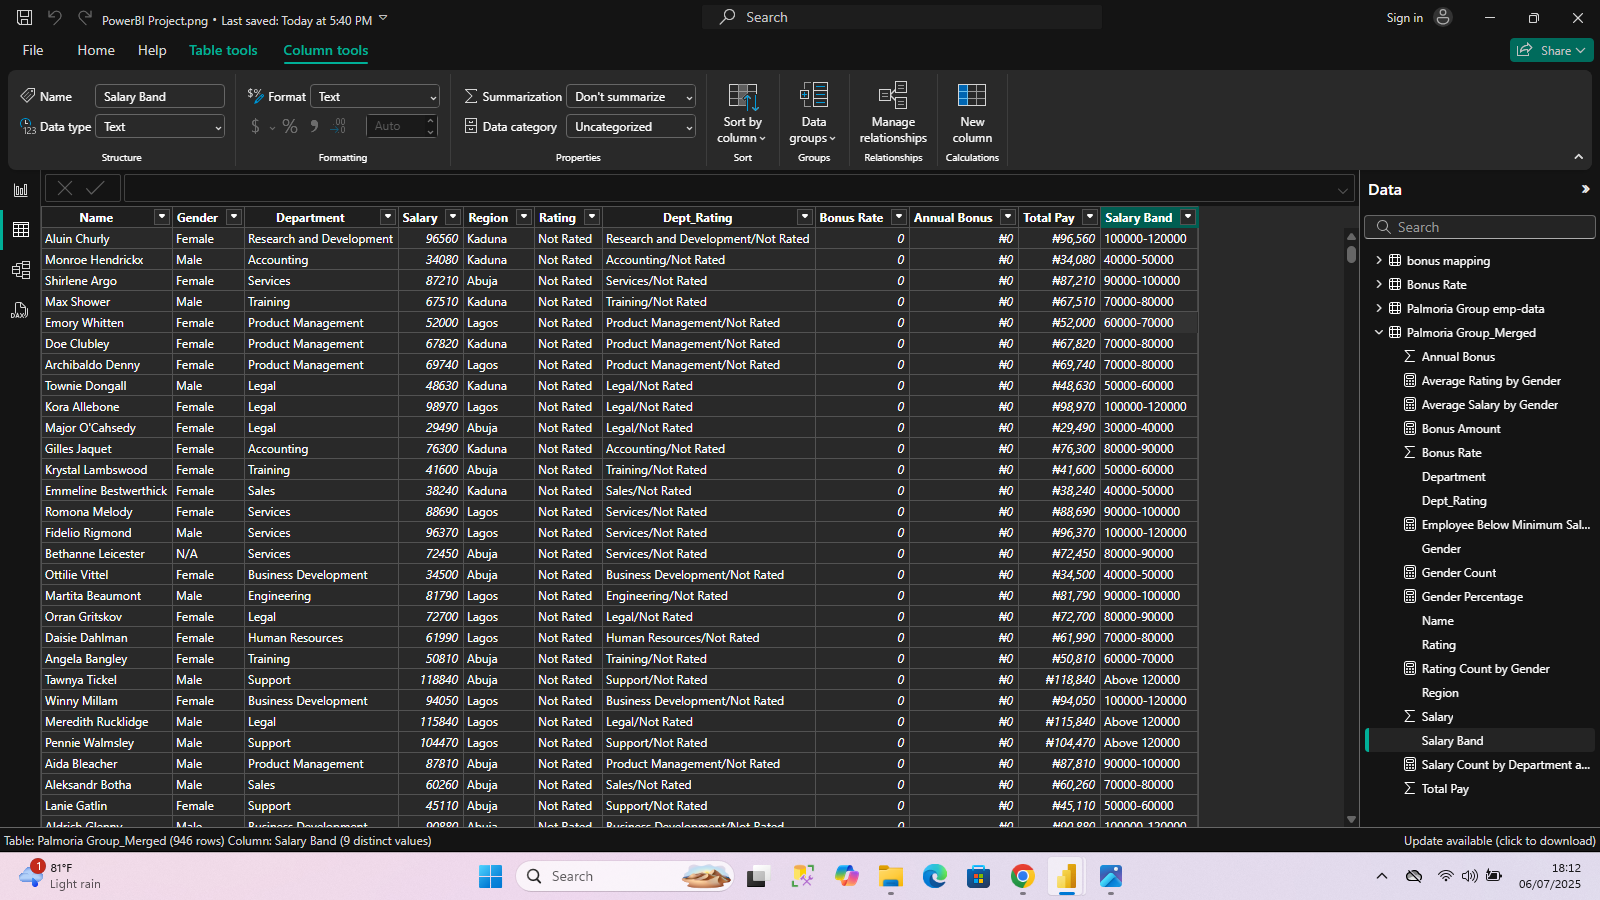 PowerBI Project.png • Last saved: Today at 5:40 PM
Search
Sign in
File Home Help Table tools Column tools
Share
Name Salary Band
Data type Text
Structure
Format Text
$ % Auto
Formatting
Summarization Don't summarize
Data category Uncategorized
Properties
Sort by column
Sort
Data groups
Groups
Manage relationships
Relationships
New column
Calculations
Name Gender Department Salary Region Rating Dept_Rating Bonus Rate Annual Bonus Total Pay Salary Band
Aluin Churly Female Research and Development 96560 Kaduna Not Rated Research and Development/Not Rated 0 ₦0 ₦96,560 100000-120000
Monroe Hendrickx Male Accounting 34080 Kaduna Not Rated Accounting/Not Rated 0 ₦0 ₦34,080 40000-50000
Shirlene Argo Female Services 87210 Abuja Not Rated Services/Not Rated 0 ₦0 ₦87,210 90000-100000
Max Shower Male Training 67510 Kaduna Not Rated Training/Not Rated 0 ₦0 ₦67,510 70000-80000
Emory Whitten Female Product Management 52000 Lagos Not Rated Product Management/Not Rated 0 ₦0 ₦52,000 60000-70000
Doe Clubley Female Product Management 67820 Kaduna Not Rated Product Management/Not Rated 0 ₦0 ₦67,820 70000-80000
Archibaldo Denny Female Product Management 69740 Lagos Not Rated Product Management/Not Rated 0 ₦0 ₦69,740 70000-80000
Townie Dongall Male Legal 48630 Kaduna Not Rated Legal/Not Rated 0 ₦0 ₦48,630 50000-60000
Kora Allebone Female Legal 98970 Lagos Not Rated Legal/Not Rated 0 ₦0 ₦98,970 100000-120000
Major O'Cahsedy Female Legal 29490 Abuja Not Rated Legal/Not Rated 0 ₦0 ₦29,490 30000-40000
Gilles Jaquet Female Accounting 76300 Kaduna Not Rated Accounting/Not Rated 0 ₦0 ₦76,300 80000-90000
Krystal Lambswood Female Training 41600 Abuja Not Rated Training/Not Rated 0 ₦0 ₦41,600 50000-60000
Emmeline Bestwerthick Female Sales 38240 Kaduna Not Rated Sales/Not Rated 0 ₦0 ₦38,240 40000-50000
Romona Melody Female Services 88690 Lagos Not Rated Services/Not Rated 0 ₦0 ₦88,690 90000-100000
Fidelio Rigmond Male Services 96370 Lagos Not Rated Services/Not Rated 0 ₦0 ₦96,370 100000-120000
Bethanne Leicester N/A Services 72450 Abuja Not Rated Services/Not Rated 0 ₦0 ₦72,450 80000-90000
Ottilie Vittel Female Business Development 34500 Abuja Not Rated Business Development/Not Rated 0 ₦0 ₦34,500 40000-50000
Martita Beaumont Male Engineering 81790 Lagos Not Rated Engineering/Not Rated 0 ₦0 ₦81,790 90000-100000
Orran Gritskov Female Legal 72700 Lagos Not Rated Legal/Not Rated 0 ₦0 ₦72,700 80000-90000
Daisie Dahlman Female Human Resources 61990 Lagos Not Rated Human Resources/Not Rated 0 ₦0 ₦61,990 70000-80000
Angela Bangley Female Training 50810 Abuja Not Rated Training/Not Rated 0 ₦0 ₦50,810 60000-70000
Tawnya Tickel Male Support 118840 Abuja Not Rated Support/Not Rated 0 ₦0 ₦118,840 Above 120000
Winny Millam Female Business Development 94050 Lagos Not Rated Business Development/Not Rated 0 ₦0 ₦94,050 100000-120000
Meredith Rucklidge Male Legal 115840 Lagos Not Rated Legal/Not Rated 0 ₦0 ₦115,840 Above 120000
Pennie Walmsley Male Support 104470 Lagos Not Rated Support/Not Rated 0 ₦0 ₦104,470 Above 120000
Aida Bleacher Male Product Management 87810 Abuja Not Rated Product Management/Not Rated 0 ₦0 ₦87,810 90000-100000
Aleksandr Botha Male Sales 60260 Abuja Not Rated Sales/Not Rated 0 ₦0 ₦60,260 70000-80000
Lanie Gatlin Female Support 45110 Abuja Not Rated Support/Not Rated 0 ₦0 ₦45,110 50000-60000
Aldrich Glenny Male Business Development 90880 Abuja Not Rated Business Development/Not Rated 0 ₦0 ₦90,880 100000-120000
Data
Search
bonus mapping
Bonus Rate
Palmoria Group emp-data
Palmoria Group_Merged
Annual Bonus
Average Rating by Gender
Average Salary by Gender
Bonus Amount
Bonus Rate
Department
Dept_Rating
Employee Below Minimum Sal...
Gender
Gender Count
Gender Percentage
Name
Rating
Rating Count by Gender
Region
Salary
Salary Band
Salary Count by Department a...
Total Pay
Table: Palmoria Group_Merged (946 rows) Column: Salary Band (9 distinct values)
Update available (click to download)
1
81°F
Light rain
Search
18:12
06/07/2025